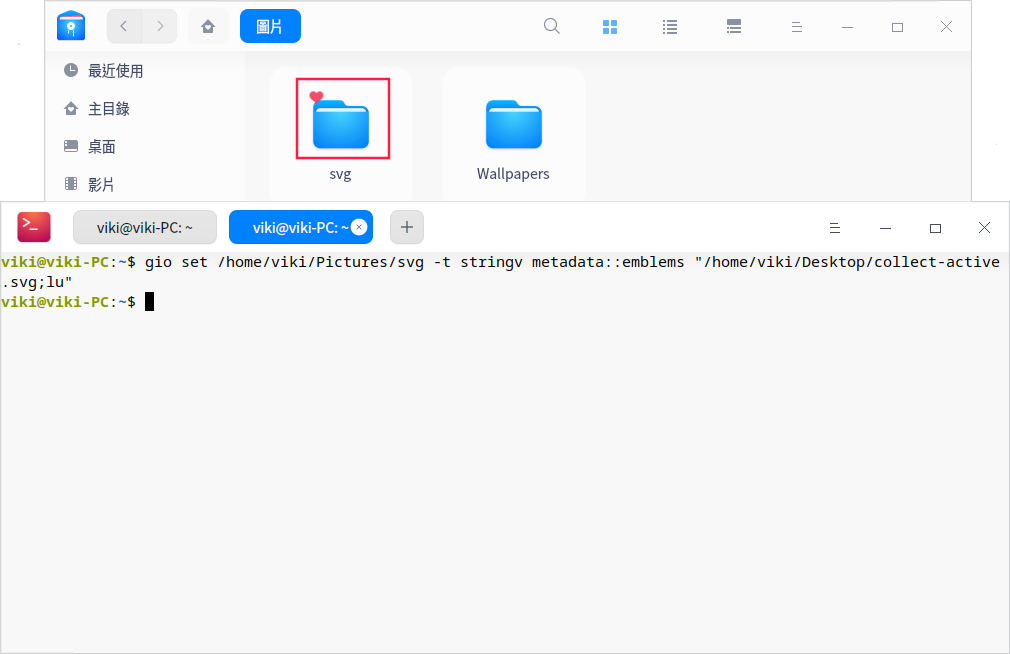 圖片
最近使用
主目錄
桌面
影片
svg
Wallpapers
viki@viki-PC: ~
viki@viki-PC: ~
viki@viki-PC:~$ gio set /home/viki/Pictures/svg -t stringv metadata::emblems "/home/viki/Desktop/collect-active
.svg;lu"
viki@viki-PC:~$